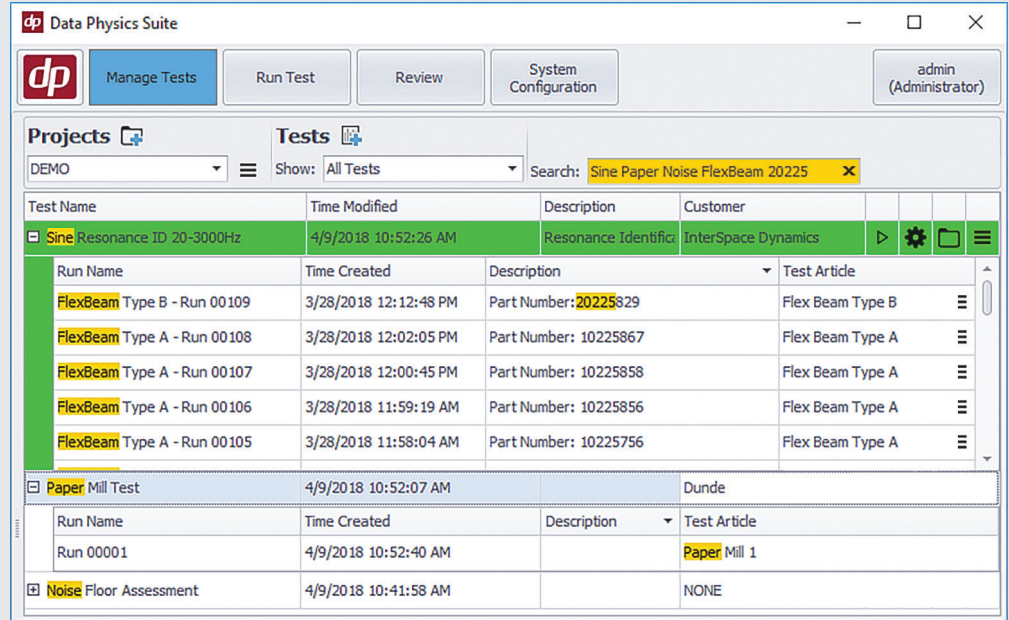 dp Data Physics Suite
dp Manage Tests Run Test Review System Configuration admin (Administrator)
Projects Tests
DEMO Show: All Tests Search: Sine Paper Noise FlexBeam 20225
Test Name Time Modified Description Customer
Sine Resonance ID 20-3000Hz 4/9/2018 10:52:26 AM Resonance Identifica InterSpace Dynamics
Run Name Time Created Description Test Article
FlexBeam Type B - Run 00109 3/28/2018 12:12:48 PM Part Number:20225829 Flex Beam Type B
FlexBeam Type A - Run 00108 3/28/2018 12:02:05 PM Part Number: 10225867 Flex Beam Type A
FlexBeam Type A - Run 00107 3/28/2018 12:00:45 PM Part Number: 10225858 Flex Beam Type A
FlexBeam Type A - Run 00106 3/28/2018 11:59:19 AM Part Number: 10225856 Flex Beam Type A
FlexBeam Type A - Run 00105 3/28/2018 11:58:04 AM Part Number: 10225756 Flex Beam Type A
Paper Mill Test 4/9/2018 10:52:07 AM Dunde
Run Name Time Created Description Test Article
Run 00001 4/9/2018 10:52:40 AM Paper Mill 1
Noise Floor Assessment 4/9/2018 10:41:58 AM NONE